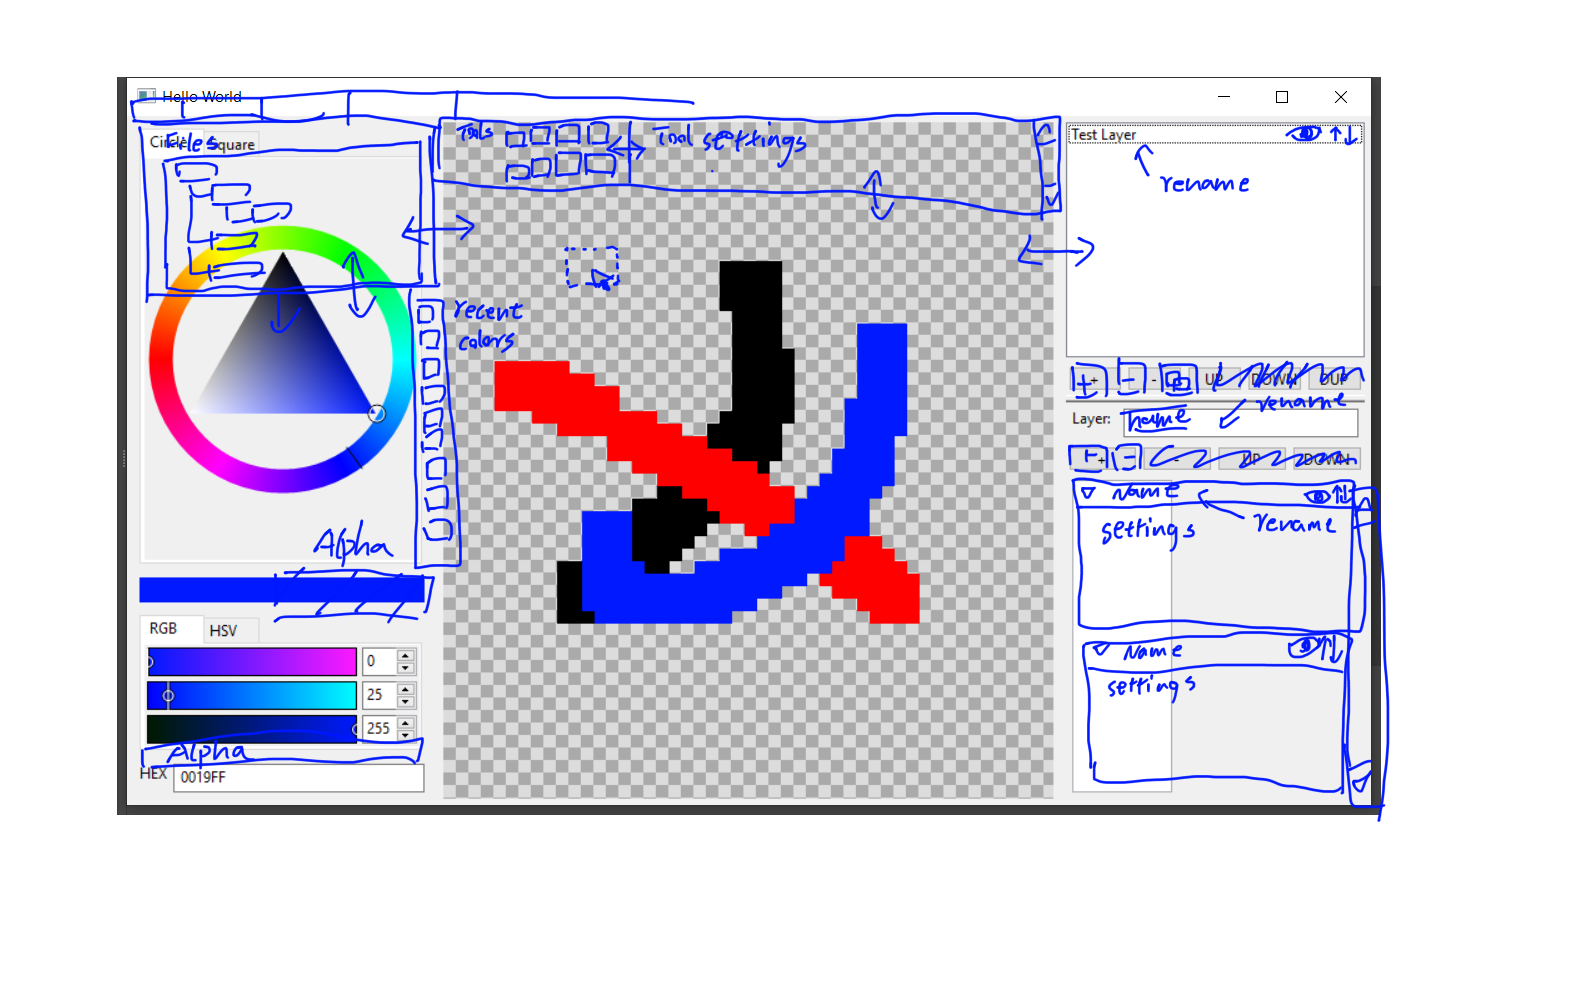 Hello World
Circle Square
Files
Tools Tool settings
Test Layer
rename
recent
colors
+ - UP DOWN DUP
rename
Layer: name
+ - UP DOWN
Name
settings rename
Alpha
RGB HSV
0
25
255
Alpha
HEX 0019FF
Name
settings